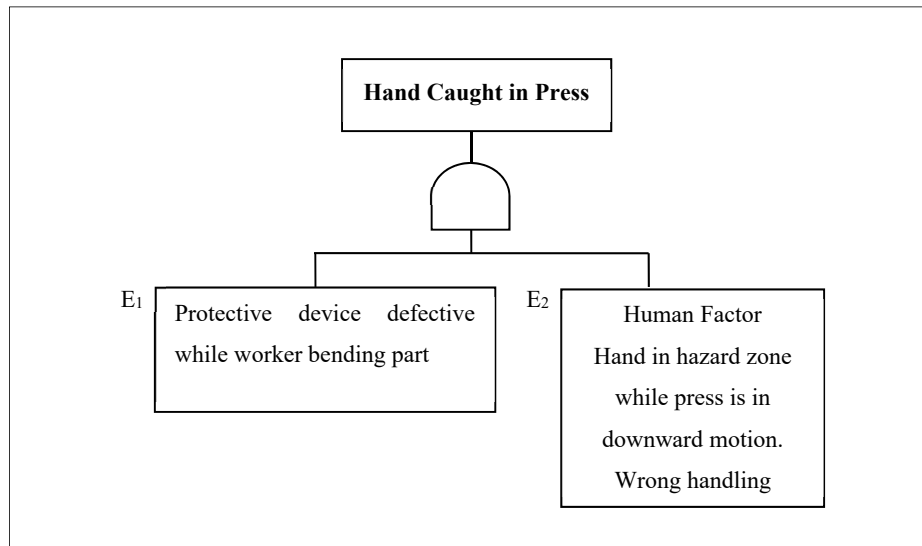 Hand Caught in Press
E1
Protective device defective
while worker bending part
E2
Human Factor
Hand in hazard zone
while press is in
downward motion.
Wrong handling